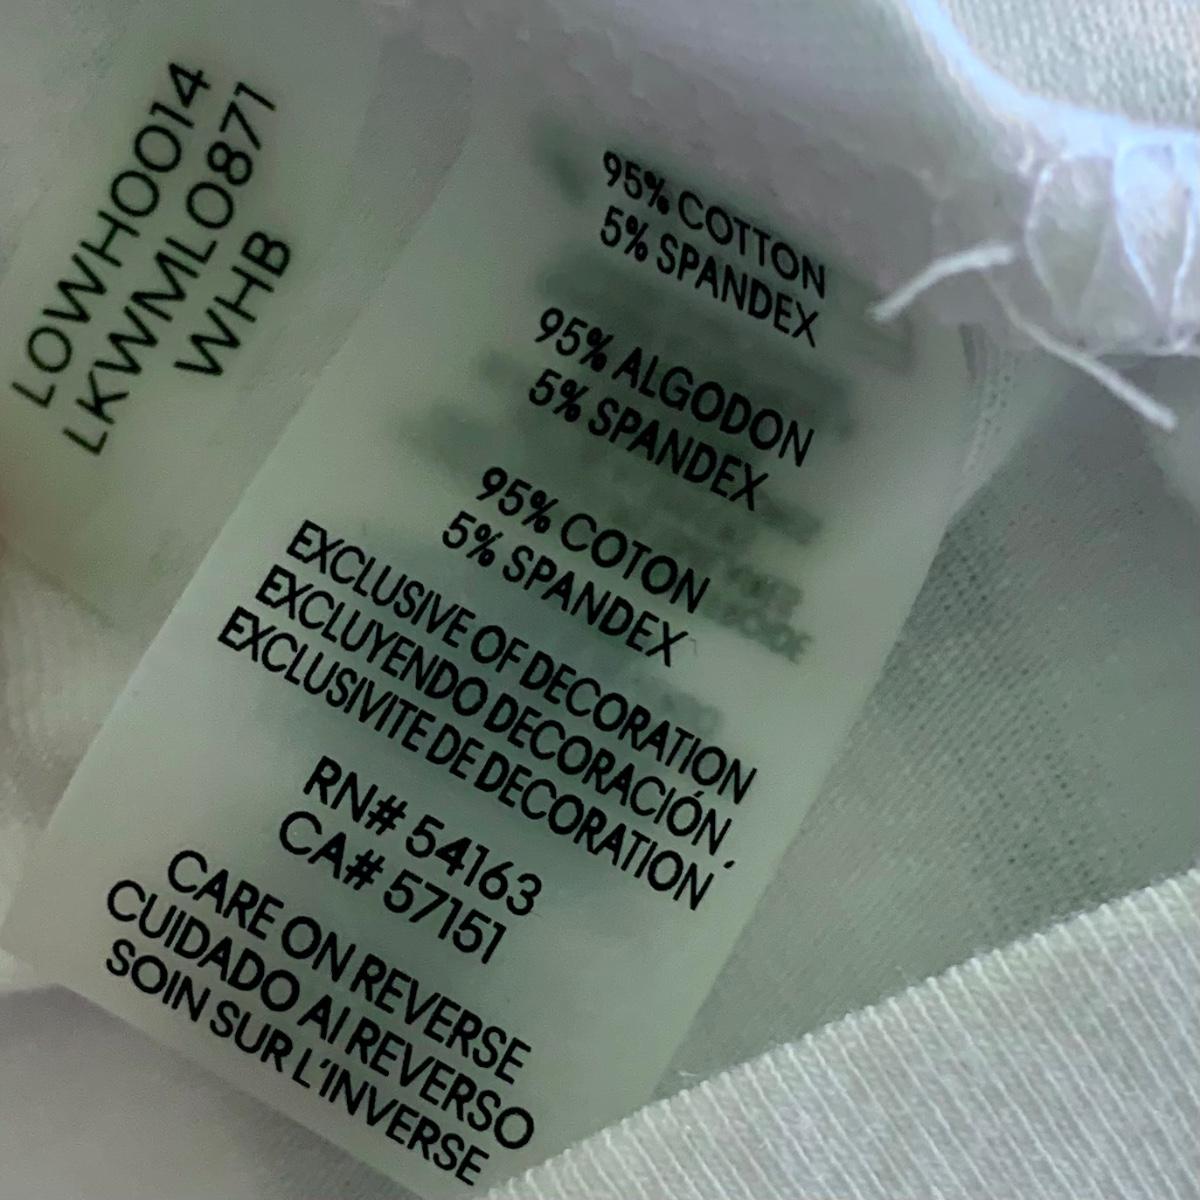 LOWH0014
LKWML0871
WHB
95% COTTON
5% SPANDEX
95% ALGODON
5% SPANDEX
95% COTON
5% SPANDEX
EXCLUSIVE OF DECORATION
EXCLUYENDO DECORACIÓN
EXCLUSIVITE DE DECORATION
RN# 54163
CA# 57151
CARE ON REVERSE
CUIDADO AI REVERSO
SOIN SUR L'INVERSE